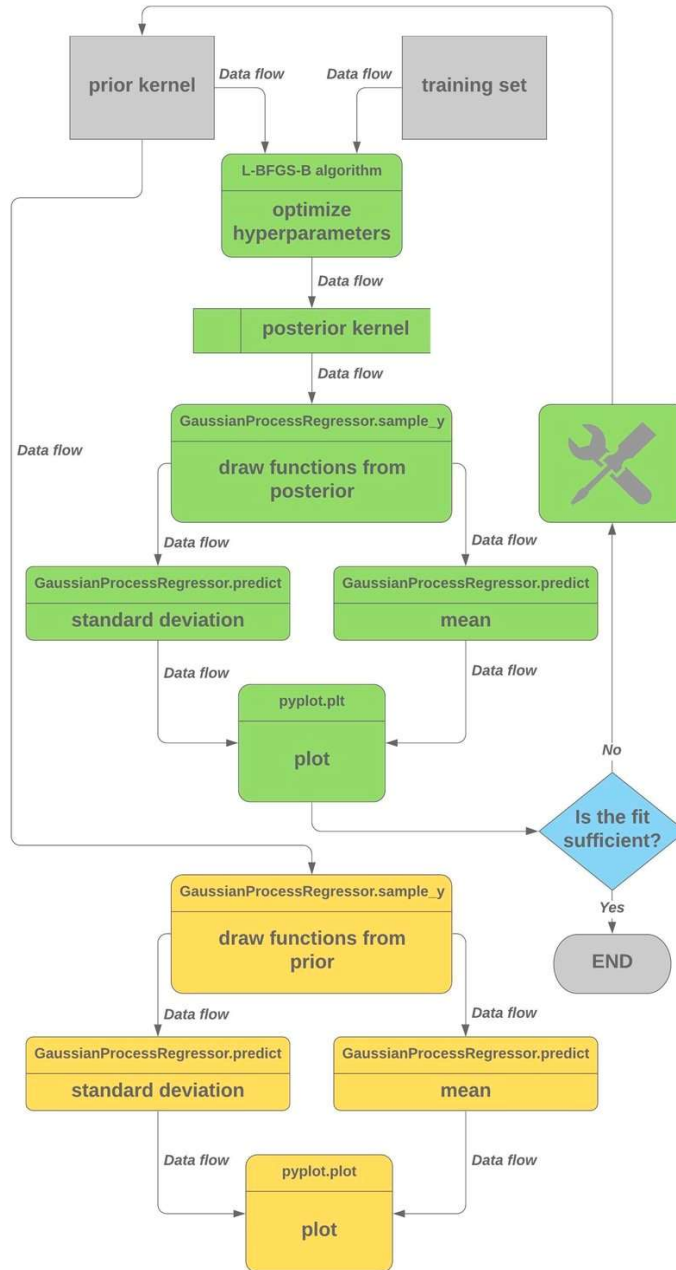 prior kernel
Data flow
Data flow
training set
L-BFGS-B algorithm
optimize
hyperparameters
Data flow
posterior kernel
Data flow
GaussianProcessRegressor.sample_y
draw functions from
posterior
Data flow
Data flow
Data flow
GaussianProcessRegressor.predict
standard deviation
GaussianProcessRegressor.predict
mean
Data flow
Data flow
pyplot.plt
plot
No
Is the fit
sufficient?
Yes
END
GaussianProcessRegressor.sample_y
draw functions from
prior
Data flow
Data flow
GaussianProcessRegressor.predict
standard deviation
GaussianProcessRegressor.predict
mean
Data flow
Data flow
pyplot.plot
plot